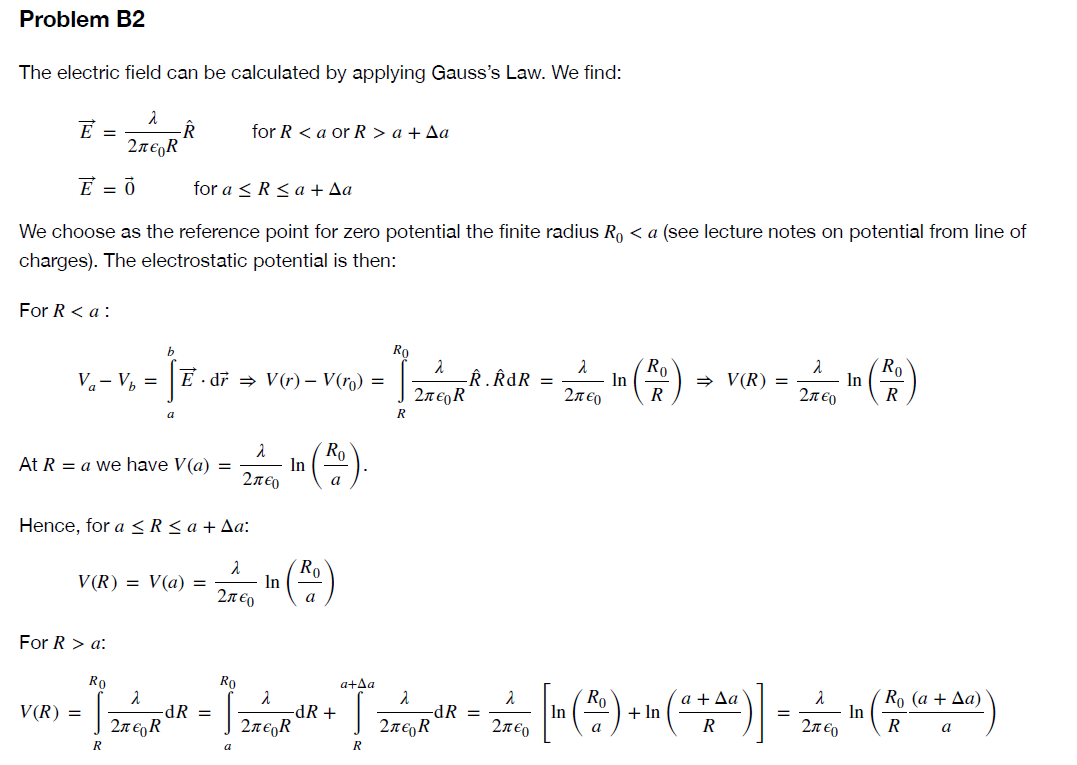 Problem B2
The electric field can be calculated by applying Gauss's Law. We find:
$\vec{E} = \frac{\lambda}{2\pi\epsilon_0 R}\hat{R}$ for $R < a$ or $R > a + \Delta a$
$\vec{E} = \vec{0}$ for $a \leq R \leq a + \Delta a$
We choose as the reference point for zero potential the finite radius $R_0 < a$ (see lecture notes on potential from line of
charges). The electrostatic potential is then:
For $R < a$ :
$V_a - V_b = \int_a^b \vec{E} \cdot d\vec{r} \Rightarrow V(r) - V(r_0) = \int_R^{R_0} \frac{\lambda}{2\pi\epsilon_0 R}\hat{R}.\hat{R}dR = \frac{\lambda}{2\pi\epsilon_0} \ln\left(\frac{R_0}{R}\right) \Rightarrow V(R) = \frac{\lambda}{2\pi\epsilon_0} \ln\left(\frac{R_0}{R}\right)$
At $R = a$ we have $V(a) = \frac{\lambda}{2\pi\epsilon_0} \ln\left(\frac{R_0}{a}\right)$.
Hence, for $a \leq R \leq a + \Delta a$:
$V(R) = V(a) = \frac{\lambda}{2\pi\epsilon_0} \ln\left(\frac{R_0}{a}\right)$
For $R > a$:
$V(R) = \int_R^{R_0} \frac{\lambda}{2\pi\epsilon_0 R}dR = \int_a^{R_0} \frac{\lambda}{2\pi\epsilon_0 R}dR + \int_R^{a+\Delta a} \frac{\lambda}{2\pi\epsilon_0 R}dR = \frac{\lambda}{2\pi\epsilon_0} \left[\ln\left(\frac{R_0}{a}\right) + \ln\left(\frac{a + \Delta a}{R}\right)\right] = \frac{\lambda}{2\pi\epsilon_0} \ln\left(\frac{R_0}{R}\frac{(a + \Delta a)}{a}\right)$